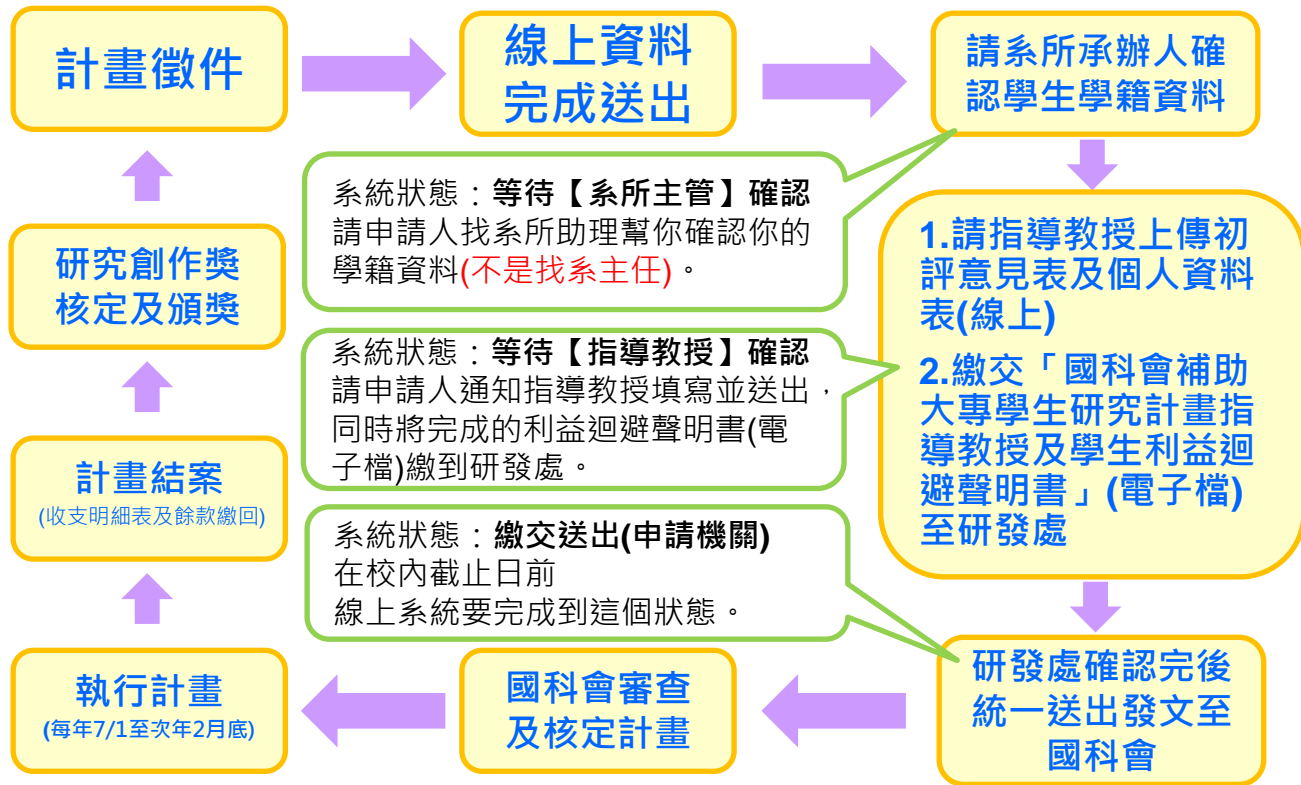 計畫徵件
線上資料
完成送出
請系所承辦人確
認學生學籍資料
系統狀態：等待【系所主管】確認
請申請人找系所助理幫你確認你的
學籍資料(不是找系主任)。
1.請指導教授上傳初
評意見表及個人資料
表(線上)
2.繳交「國科會補助
大專學生研究計畫指
導教授及學生利益迴
避聲明書」(電子檔)
至研發處
系統狀態：等待【指導教授】確認
請申請人通知指導教授填寫並送出，
同時將完成的利益迴避聲明書(電
子檔)繳到研發處。
系統狀態：繳交送出(申請機關)
在校內截止日前
線上系統要完成到這個狀態。
研發處確認完後
統一送出發文至
國科會
國科會審查
及核定計畫
執行計畫
(每年7/1至次年2月底)
計畫結案
(收支明細表及餘款繳回)
研究創作獎
核定及頒獎